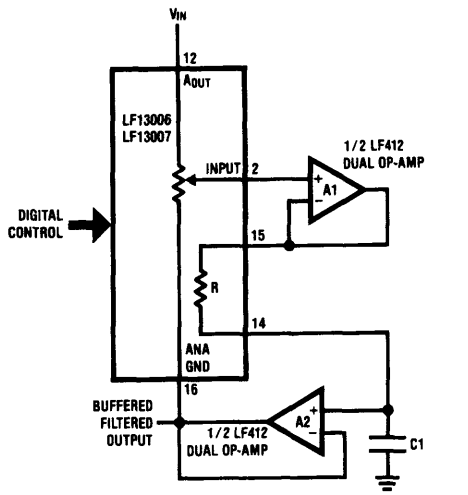 VIN
12
AOUT
LF13006
LF13007
INPUT 2
1/2 LF412
DUAL OP-AMP
+
A1
−
DIGITAL
CONTROL
15
R
14
ANA
GND
16
BUFFERED
FILTERED
OUTPUT
1/2 LF412
DUAL OP-AMP
A2
+
−
C1